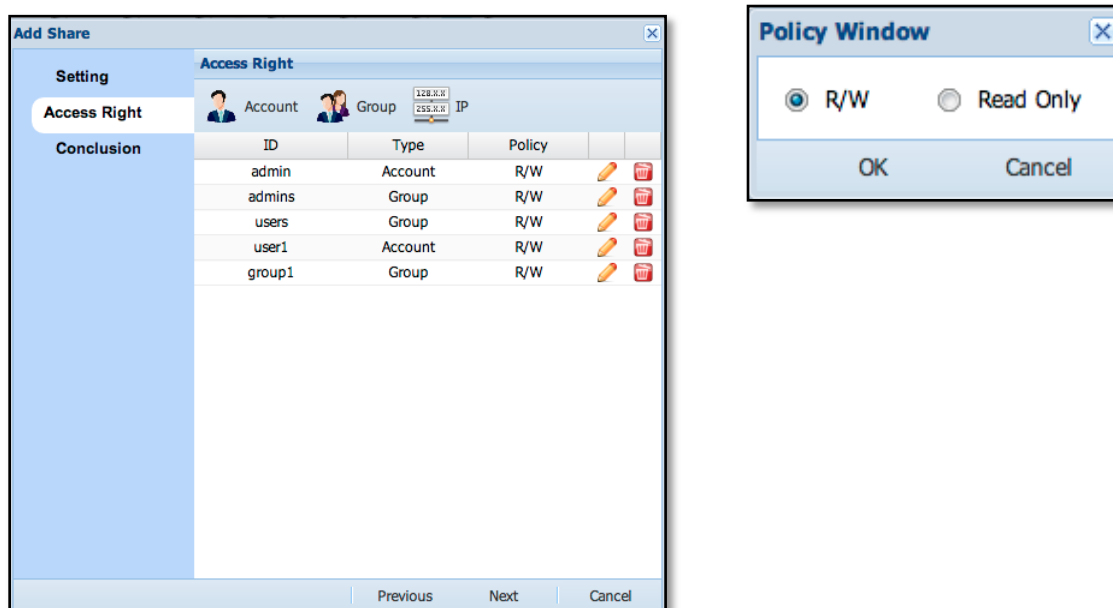 Add Share
Setting
Access Right
Conclusion
Access Right
Account Group 128.X.X 255.X.X IP
ID Type Policy
admin Account R/W
admins Group R/W
users Group R/W
user1 Account R/W
group1 Group R/W
Previous Next Cancel
Policy Window
R/W Read Only
OK Cancel